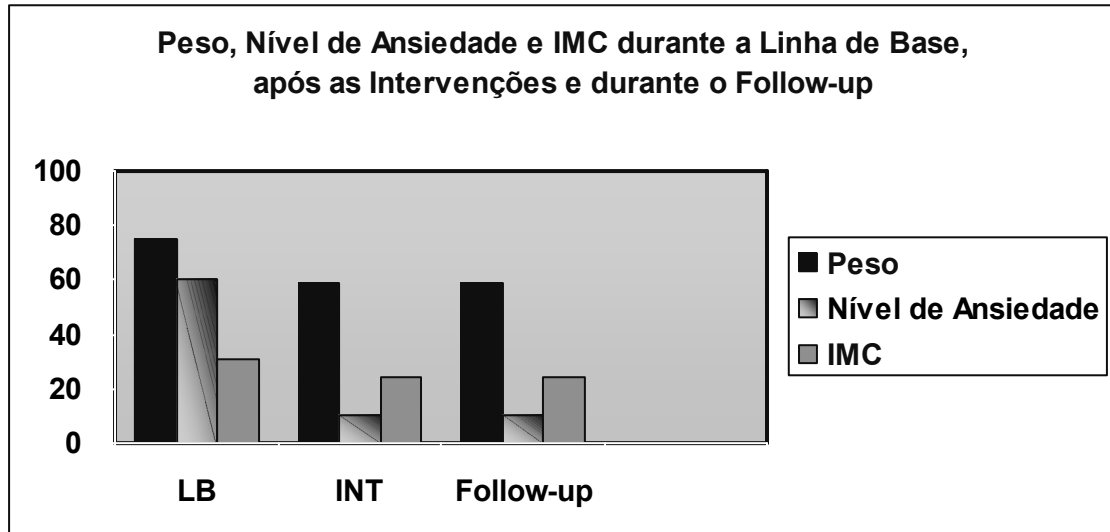 Peso, Nível de Ansiedade e IMC durante a Linha de Base,
após as Intervenções e durante o Follow-up
100
80
60
40
20
0
LB
INT
Follow-up
Peso
Nível de Ansiedade
IMC